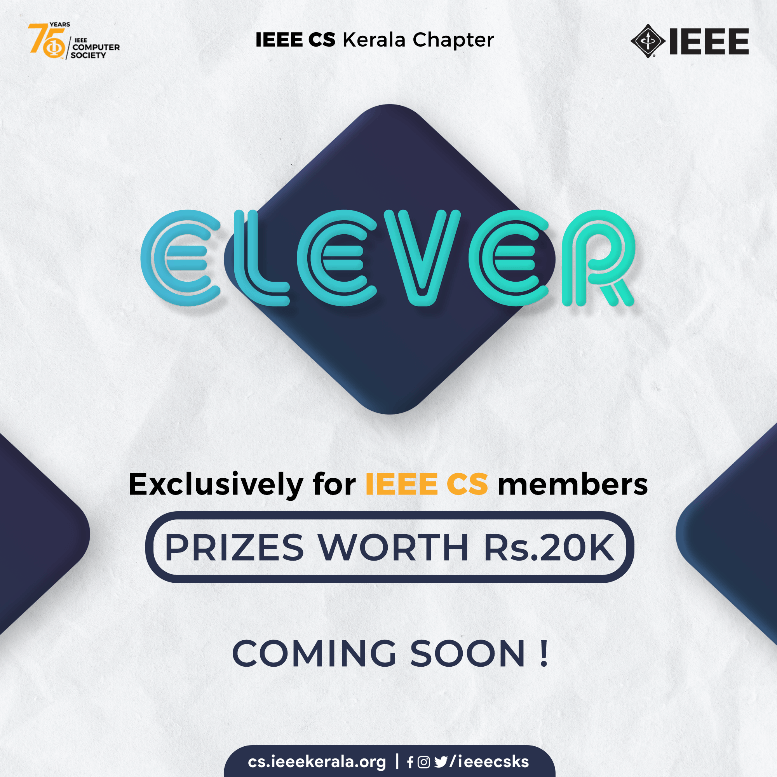 75 YEARS
IEEE
COMPUTER
SOCIETY
IEEE CS Kerala Chapter
IEEE
ELEVER
Exclusively for IEEE CS members
PRIZES WORTH Rs.20K
COMING SOON !
cs.ieeekerala.org | /ieeecsks